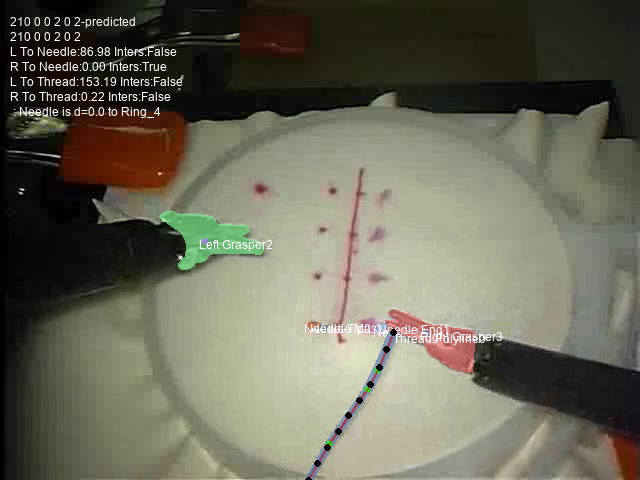 210 0 0 2 0 2-predicted
210 0 0 2 0 2
L To Needle:86.98 Inters:False
R To Needle:0.00 Inters:True
L To Thread:153.19 Inters:False
R To Thread:0.22 Inters:False
: Needle is d=0.0 to Ring_4
Left Grasper2
Needle End1